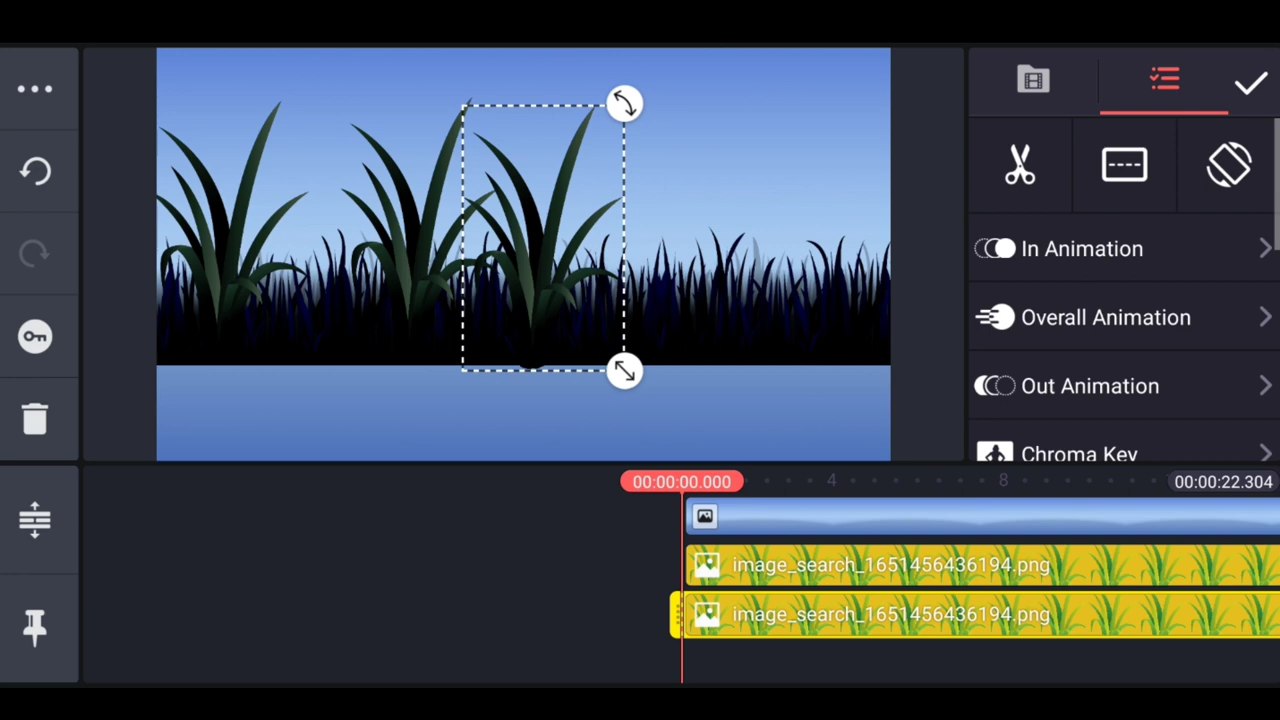 In Animation
Overall Animation
Out Animation
Chroma Key
00:00:00.000
4
8
00:00:22.304
image_search_1651456436194.png
image_search_1651456436194.png